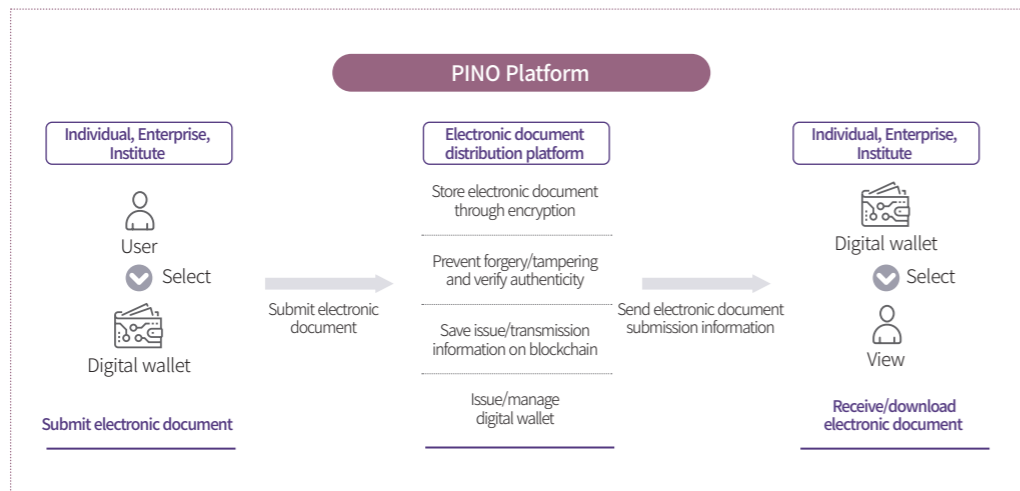 PINO Platform
Individual, Enterprise,
Institute
User
Select
Digital wallet
Submit electronic document
Submit electronic
document
Electronic document
distribution platform
Store electronic document
through encryption
Prevent forgery/tampering
and verify authenticity
Save issue/transmission
information on blockchain
Issue/manage
digital wallet
Send electronic document
submission information
Individual, Enterprise,
Institute
Digital wallet
Select
View
Receive/download
electronic document